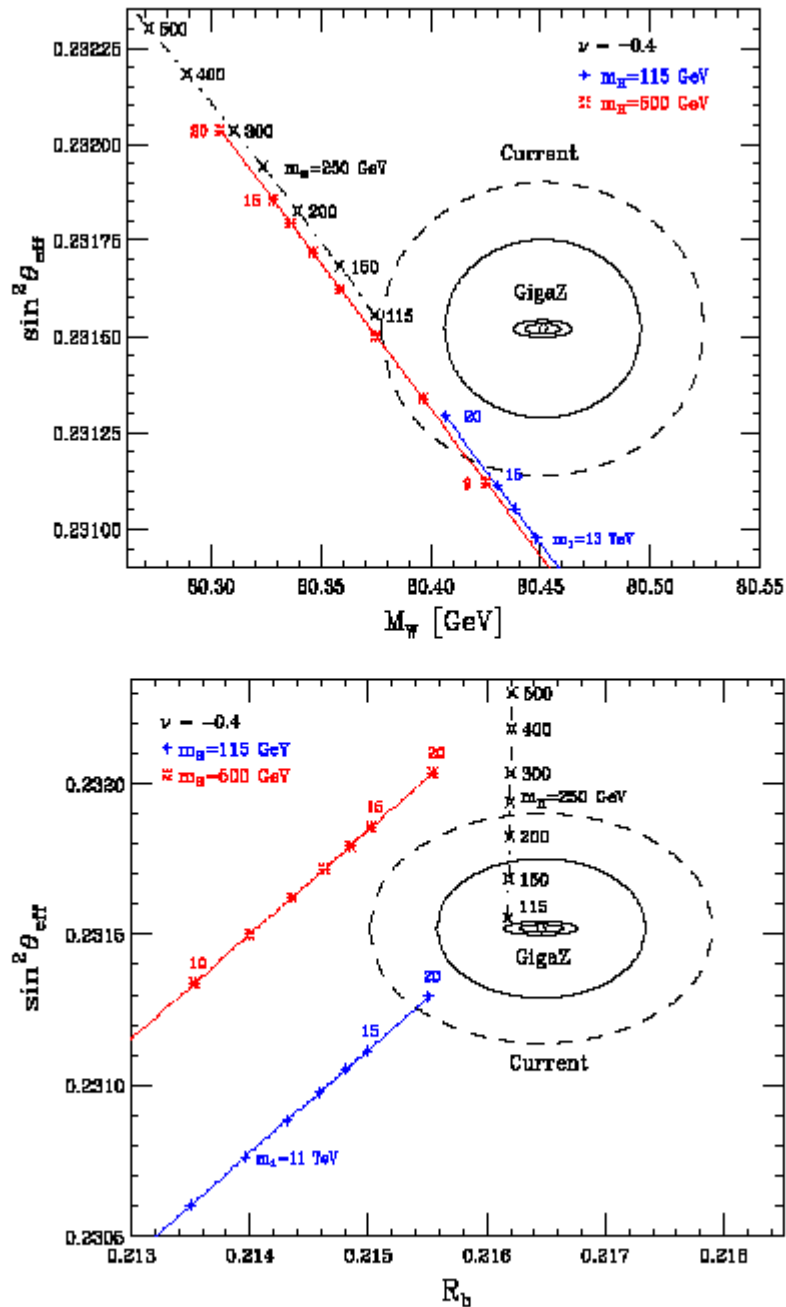 ν = −0.4
m_H=115 GeV
m_H=500 GeV
Current
GigaZ
500
400
300
m_H=250 GeV
200
150
115
20
15
9
20
15
m_1=13 TeV
0.23225
0.23200
0.23175
0.23150
0.23125
0.23100
sin²θ_eff
80.30
80.35
80.40
80.45
80.50
80.55
M_W [GeV]
ν = −0.4
m_H=115 GeV
m_H=500 GeV
500
400
300
m_H=250 GeV
200
150
115
GigaZ
Current
20
15
10
20
15
m_1=11 TeV
0.2320
0.2315
0.2310
0.2305
sin²θ_eff
0.213
0.214
0.215
0.216
0.217
0.218
R_b